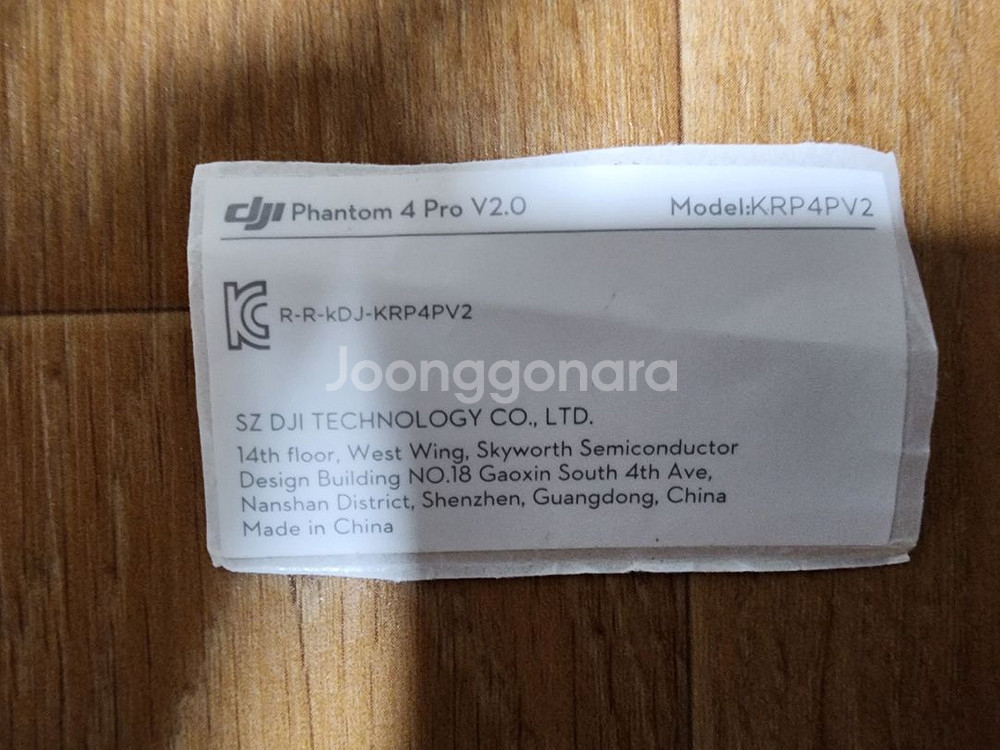 dji Phantom 4 Pro V2.0 Model:KRP4PV2
KC R-R-kDJ-KRP4PV2
Joonggonara
SZ DJI TECHNOLOGY CO., LTD.
14th floor, West Wing, Skyworth Semiconductor
Design Building NO.18 Gaoxin South 4th Ave,
Nanshan District, Shenzhen, Guangdong, China
Made in China